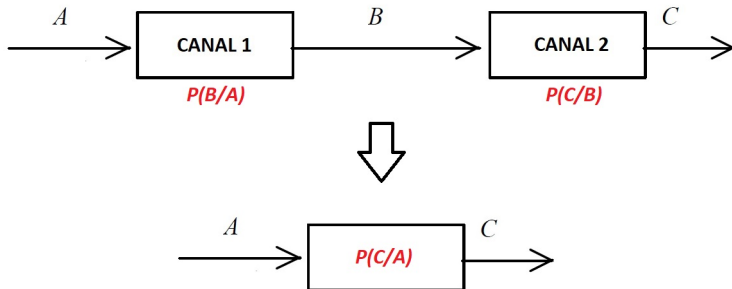 A
B
C
CANAL 1
CANAL 2
P(B/A)
P(C/B)
A
C
P(C/A)